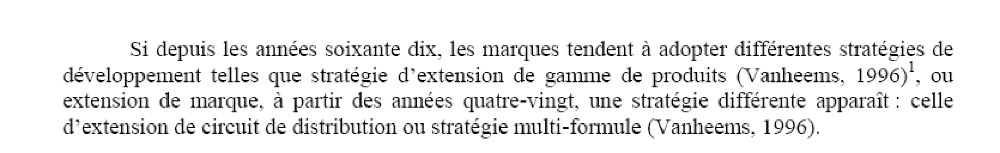 Si depuis les années soixante dix, les marques tendent à adopter différentes stratégies de
développement telles que stratégie d’extension de gamme de produits (Vanheems, 1996)¹, ou
extension de marque, à partir des années quatre-vingt, une stratégie différente apparaît : celle
d’extension de circuit de distribution ou stratégie multi-formule (Vanheems, 1996).